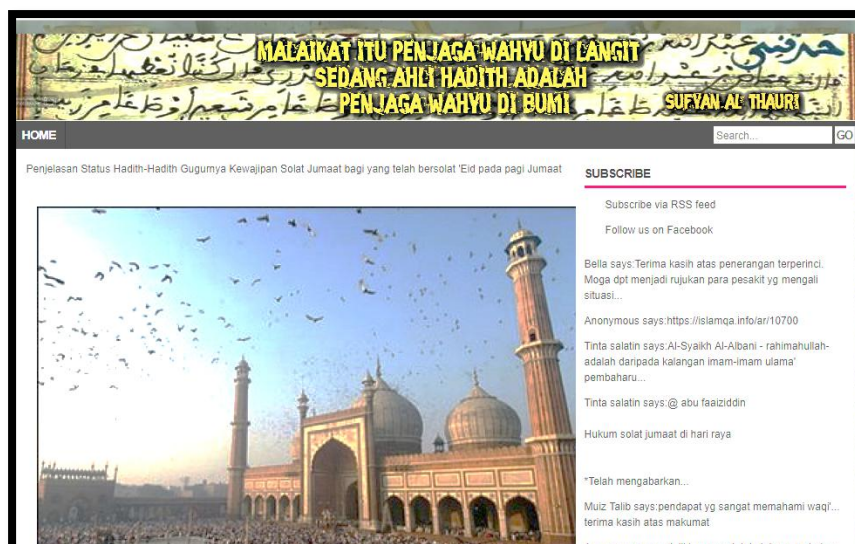 MALAIKAT ITU PENJAGA WAHYU DI LANGIT
SEDANG AHLI HADITH ADALAH
PENJAGA WAHYU DI BUMI
SUFYAN AL THAURI
HOME
Search...
GO
Penjelasan Status Hadith-Hadith Gugurnya Kewajipan Solat Jumaat bagi yang telah bersolat 'Eid pada pagi Jumaat
SUBSCRIBE
Subscribe via RSS feed
Follow us on Facebook
Bella says:Terima kasih atas penerangan terperinci.
Moga dpt menjadi rujukan para pesakit yg mengali
situasi...
Anonymous says:https://islamqa.info/ar/10700
Tinta salatin says:Al-Syaikh Al-Albani - rahimahullah-
adalah daripada kalangan imam-imam ulama'
pembaharu...
Tinta salatin says:@ abu faaiziddin
Hukum solat jumaat di hari raya
"Telah mengabarkan...
Muiz Talib says:pendapat yg sangat memahami waqi'...
terima kasih atas makumat